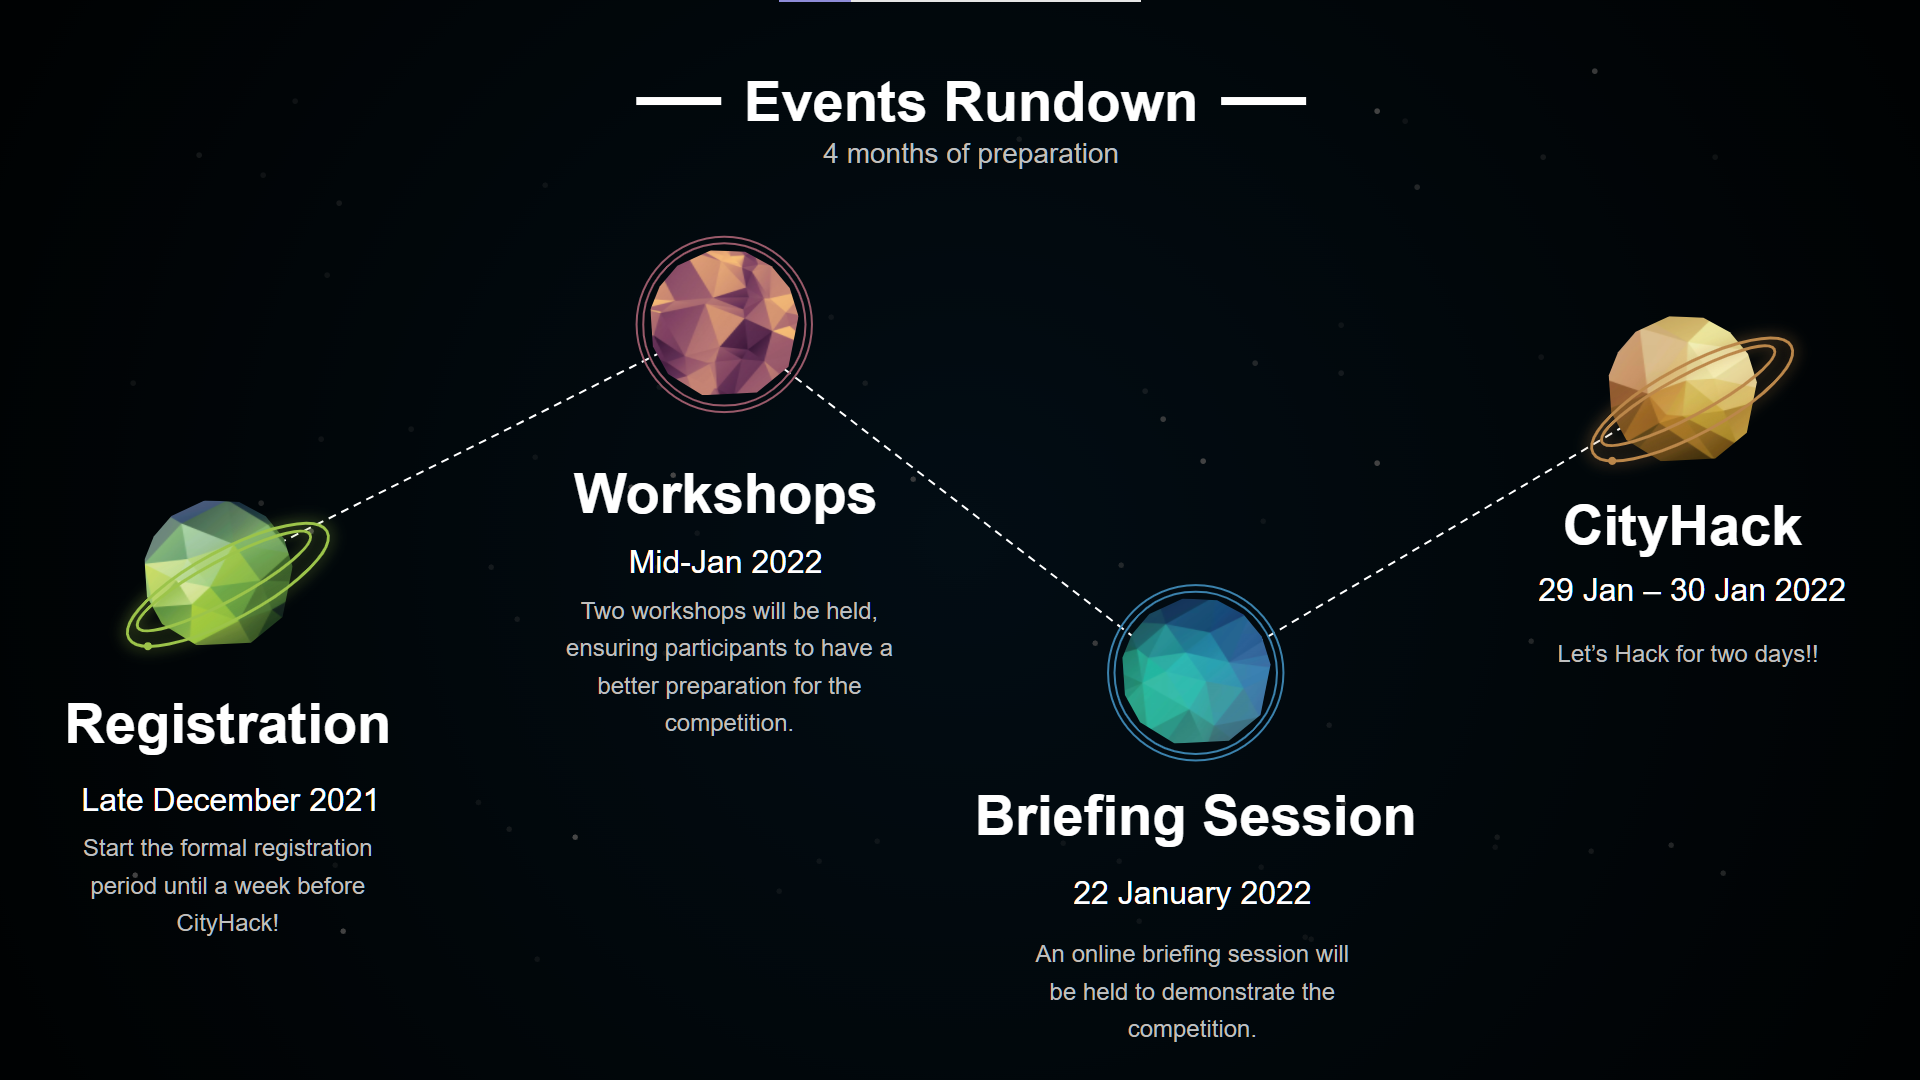 Events Rundown
4 months of preparation
Registration
Late December 2021
Start the formal registration
period until a week before
CityHack!
Workshops
Mid-Jan 2022
Two workshops will be held,
ensuring participants to have a
better preparation for the
competition.
Briefing Session
22 January 2022
An online briefing session will
be held to demonstrate the
competition.
CityHack
29 Jan – 30 Jan 2022
Let’s Hack for two days!!